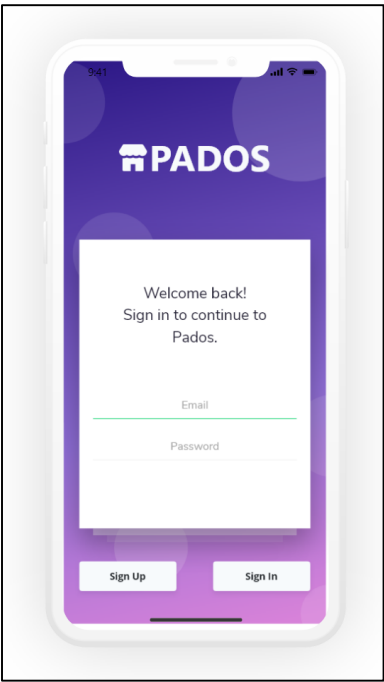 9:41
PADOS
Welcome back!
Sign in to continue to
Pados.
Email
Password
Sign Up
Sign In